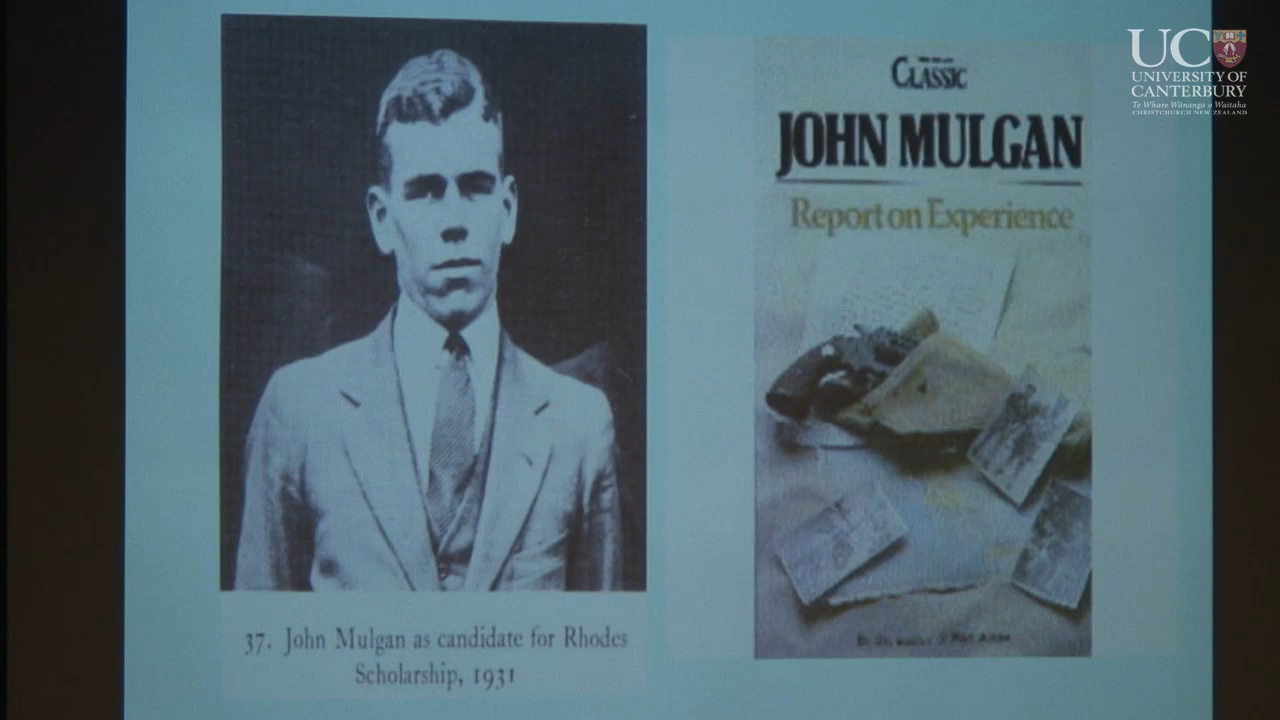 37. John Mulgan as candidate for Rhodes
Scholarship, 1931
CLASSIC
JOHN MULGAN
Report on Experience
UC
UNIVERSITY OF
CANTERBURY
Te Whare Wānanga o Waitaha
CHRISTCHURCH NEW ZEALAND